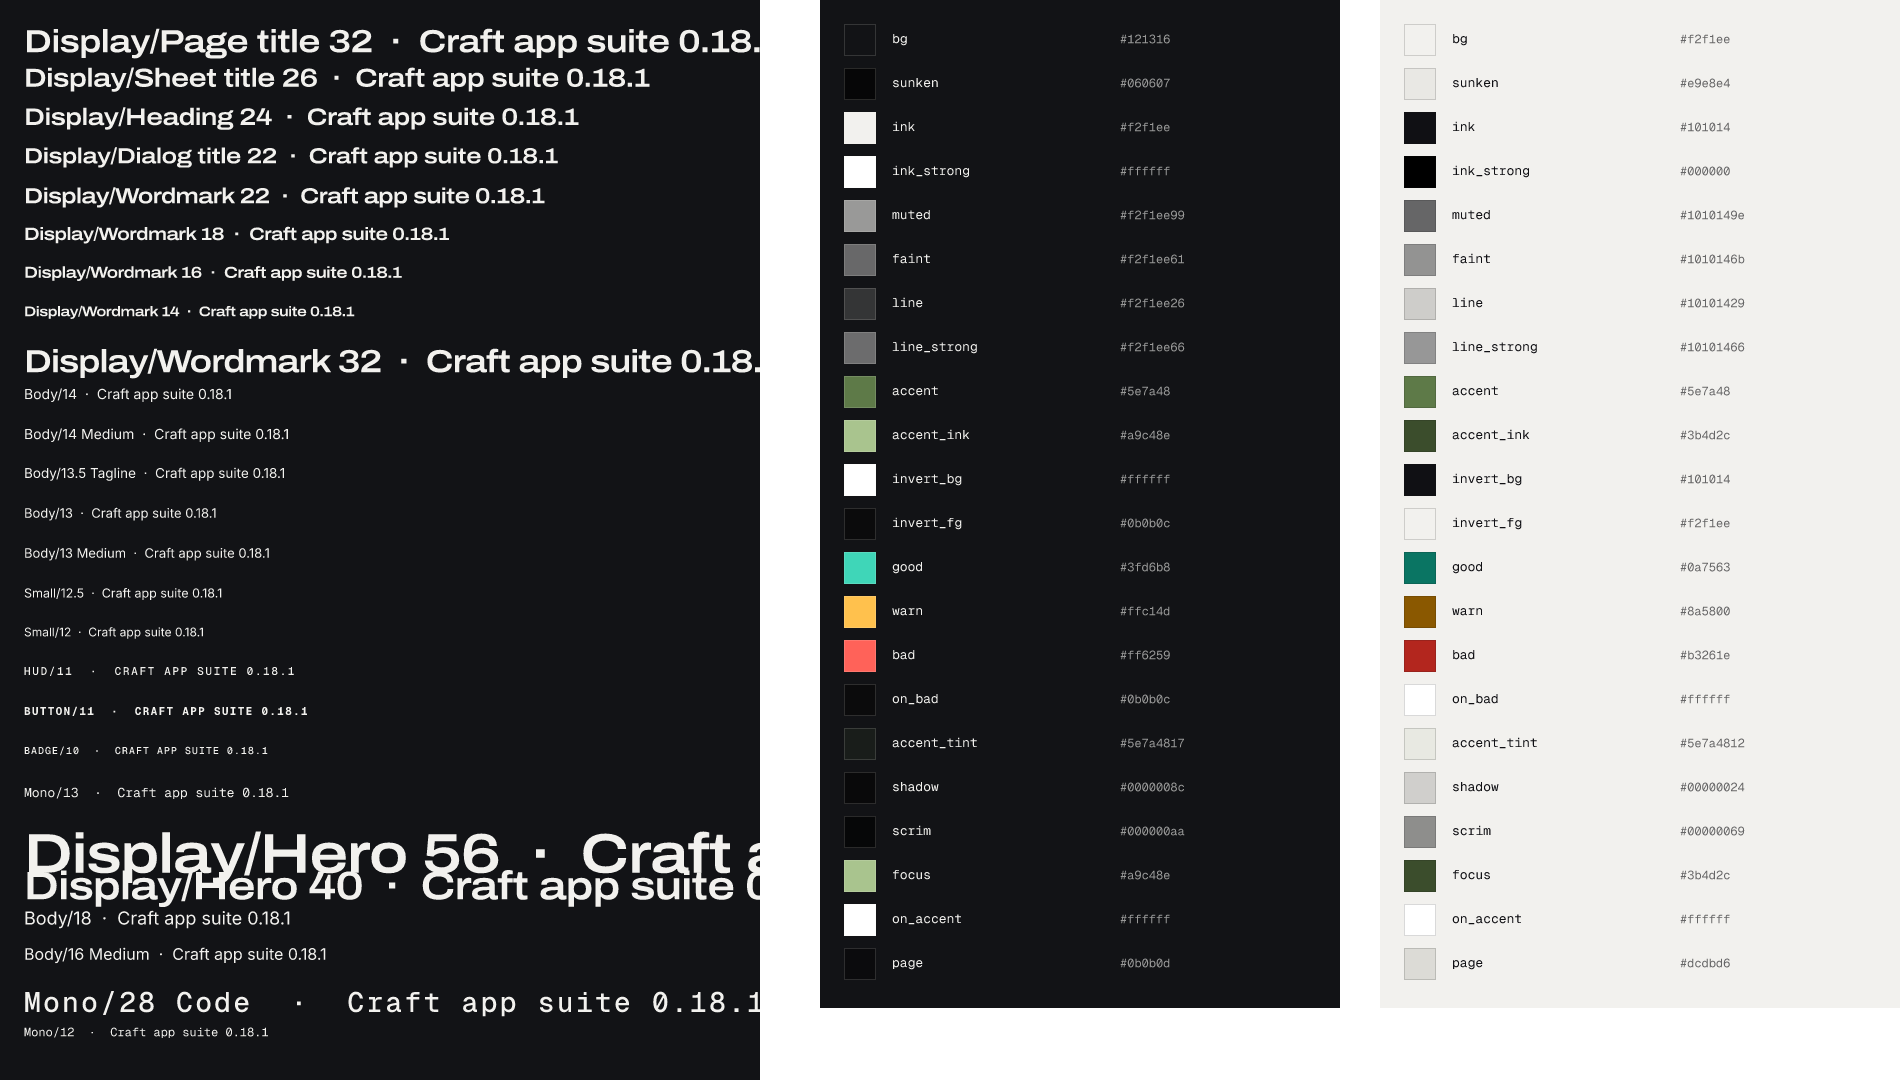 Display/Page title 32 · Craft app suite 0.18.
Display/Sheet title 26 · Craft app suite 0.18.1
Display/Heading 24 · Craft app suite 0.18.1
Display/Dialog title 22 · Craft app suite 0.18.1
Display/Wordmark 22 · Craft app suite 0.18.1
Display/Wordmark 18 · Craft app suite 0.18.1
Display/Wordmark 16 · Craft app suite 0.18.1
Display/Wordmark 14 · Craft app suite 0.18.1
Display/Wordmark 32 · Craft app suite 0.18.
Body/14 · Craft app suite 0.18.1
Body/14 Medium · Craft app suite 0.18.1
Body/13.5 Tagline · Craft app suite 0.18.1
Body/13 · Craft app suite 0.18.1
Body/13 Medium · Craft app suite 0.18.1
Small/12.5 · Craft app suite 0.18.1
Small/12 · Craft app suite 0.18.1
HUD/11 · CRAFT APP SUITE 0.18.1
BUTTON/11 · CRAFT APP SUITE 0.18.1
BADGE/10 · CRAFT APP SUITE 0.18.1
Mono/13 · Craft app suite 0.18.1
Display/Hero 56 · Craft a
Display/Hero 40 · Craft app suite 0
Body/18 · Craft app suite 0.18.1
Body/16 Medium · Craft app suite 0.18.1
Mono/28 Code · Craft app suite 0.18.1
Mono/12 · Craft app suite 0.18.1
bg #121316
sunken #060607
ink #f2f1ee
ink_strong #ffffff
muted #f2f1ee99
faint #f2f1ee61
line #f2f1ee26
line_strong #f2f1ee66
accent #5e7a48
accent_ink #a9c48e
invert_bg #ffffff
invert_fg #0b0b0c
good #3fd6b8
warn #ffc14d
bad #ff6259
on_bad #0b0b0c
accent_tint #5e7a4817
shadow #0000008c
scrim #000000aa
focus #a9c48e
on_accent #ffffff
page #0b0b0d
bg #f2f1ee
sunken #e9e8e4
ink #101014
ink_strong #000000
muted #1010149e
faint #1010146b
line #10101429
line_strong #10101466
accent #5e7a48
accent_ink #3b4d2c
invert_bg #101014
invert_fg #f2f1ee
good #0a7563
warn #8a5800
bad #b3261e
on_bad #ffffff
accent_tint #5e7a4812
shadow #00000024
scrim #00000069
focus #3b4d2c
on_accent #ffffff
page #dcdbd6